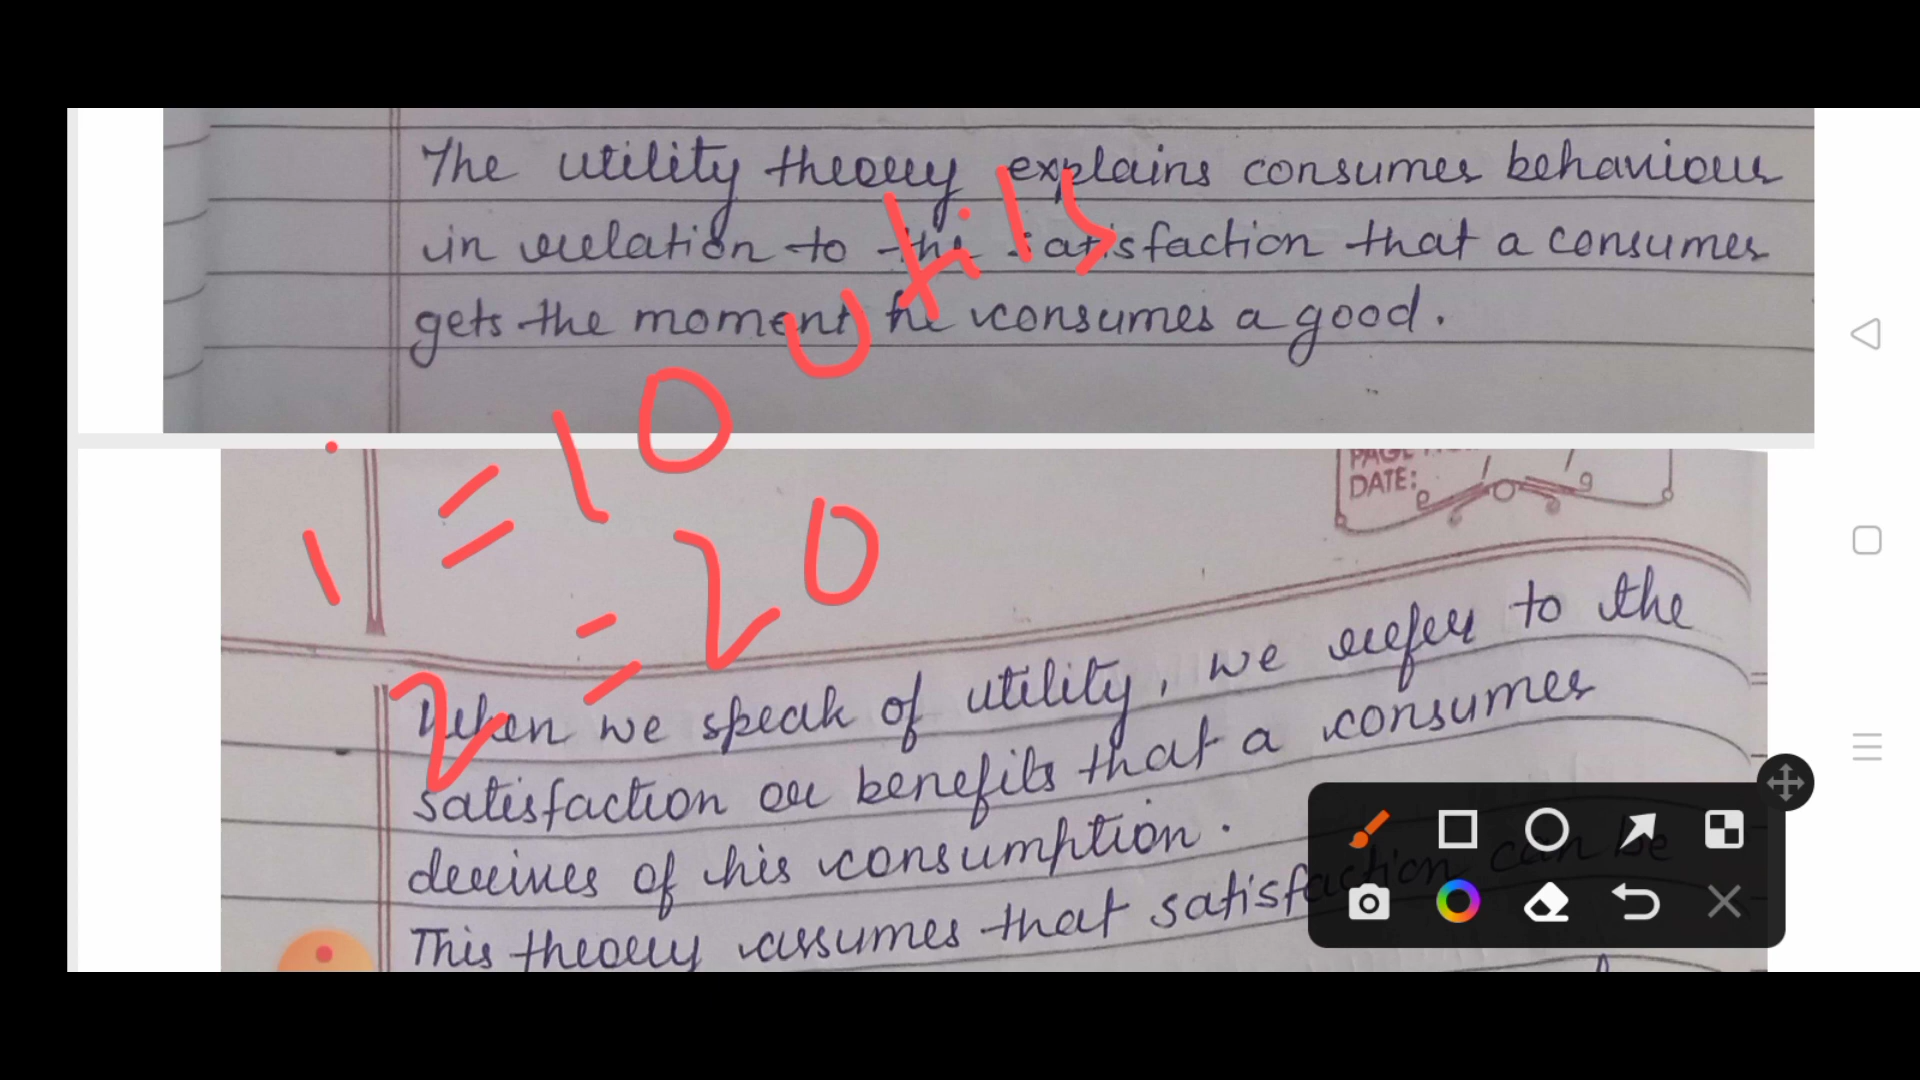 The utility theory explains consumer behaviour
in relation to the satisfaction that a consumer
gets the moment he consumes a good.
utils
1 = 10
2 = 20
PAGE NO.
DATE:
When we speak of utility, we refer to the
satisfaction or benefits that a consumer
derives of his consumption.
This theory assumes that satisfaction can be